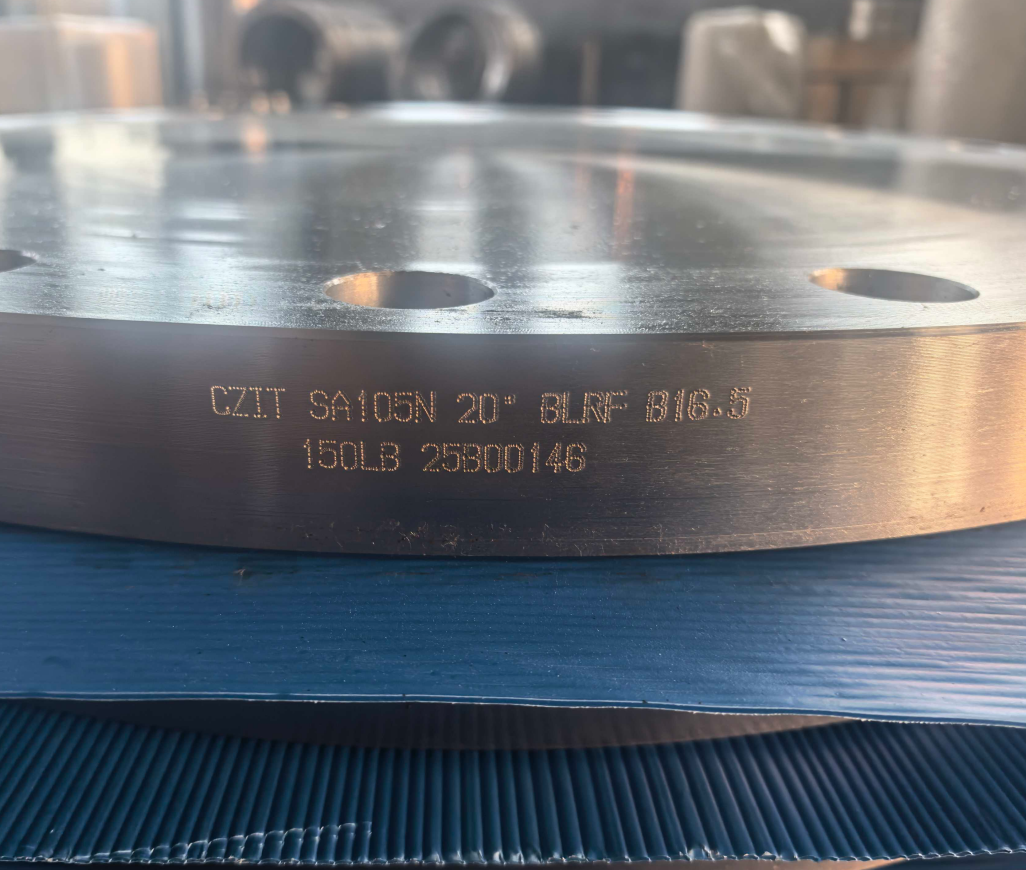 CZIT SA105N 20" BLRF B16.5
150LB 25B00146